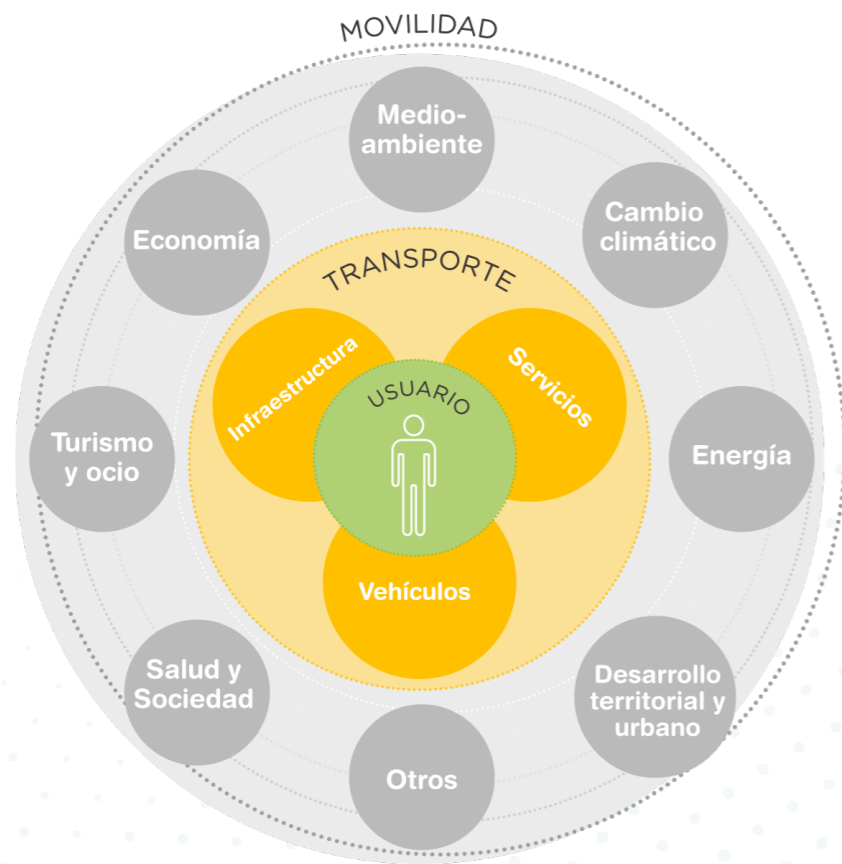 MOVILIDAD
Medio-
ambiente
Cambio
climático
Economía
TRANSPORTE
Infraestructura
Servicios
USUARIO
Turismo
y ocio
Energía
Vehículos
Salud y
Sociedad
Desarrollo
territorial y
urbano
Otros